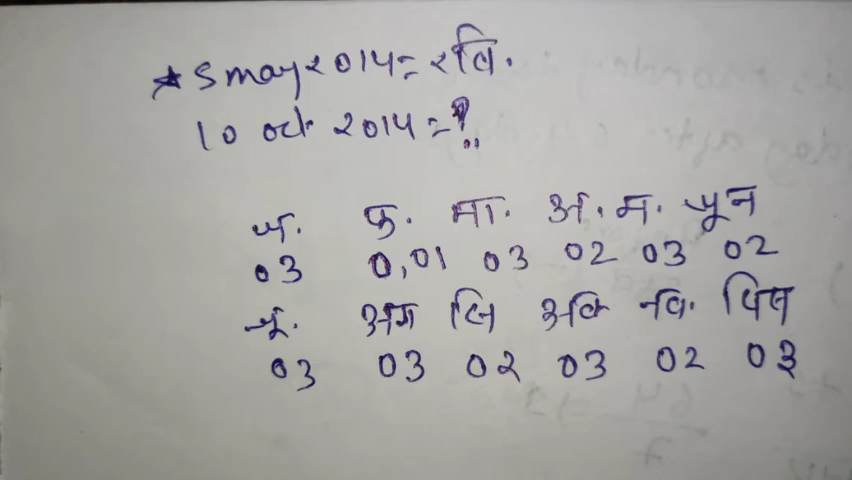 * 5 may 2014 = रवि.
10 oct 2014 = ?
ज. फ. मा. अ. म. जून
03 0,01 03 02 03 02
जू. अग सि अक्टि नवि. दिस
03 03 02 03 02 03